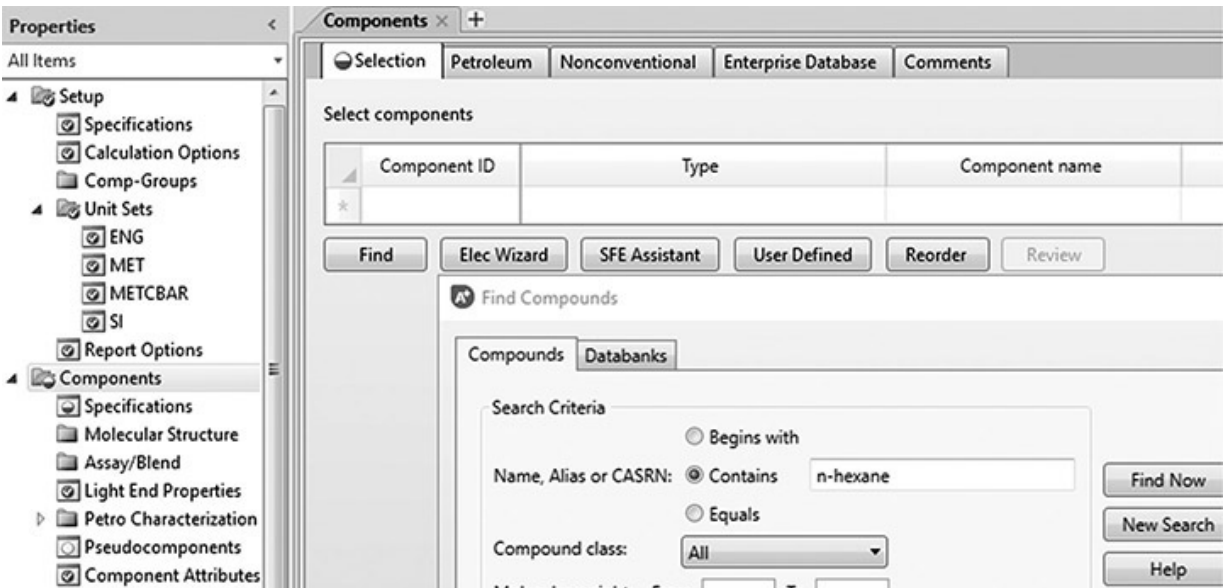 Properties <
All Items
Setup
Specifications
Calculation Options
Comp-Groups
Unit Sets
ENG
MET
METCBAR
SI
Report Options
Components
Specifications
Molecular Structure
Assay/Blend
Light End Properties
Petro Characterization
Pseudocomponents
Component Attributes
Components × +
Selection Petroleum Nonconventional Enterprise Database Comments
Select components
Component ID Type Component name
*
Find Elec Wizard SFE Assistant User Defined Reorder Review
Find Compounds
Compounds Databanks
Search Criteria
Begins with
Name, Alias or CASRN: Contains n-hexane
Equals
Compound class: All
Find Now
New Search
Help